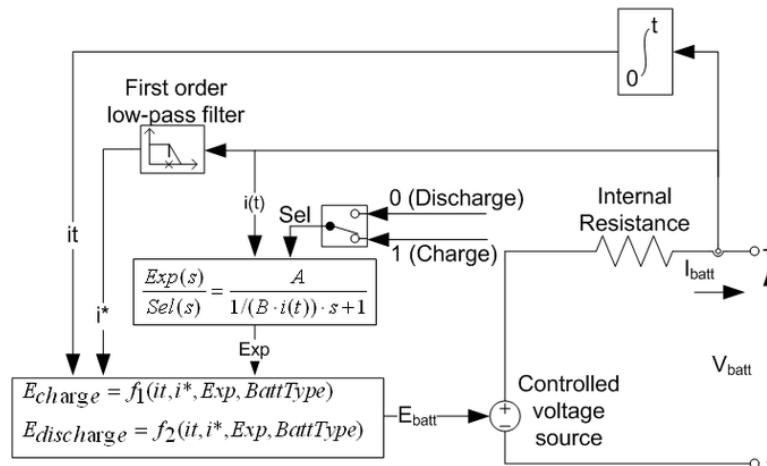 t
0
First order
low-pass filter
i(t)
Sel
0 (Discharge)
1 (Charge)
Internal
Resistance
it
i*
Exp(s) / Sel(s) = A / 1/(B·i(t))·s+1
I_batt
+
Exp
V_batt
E_charge = f_1(it,i*,Exp,BattType)
E_discharge = f_2(it,i*,Exp,BattType)
E_batt
+
−
Controlled
voltage
source